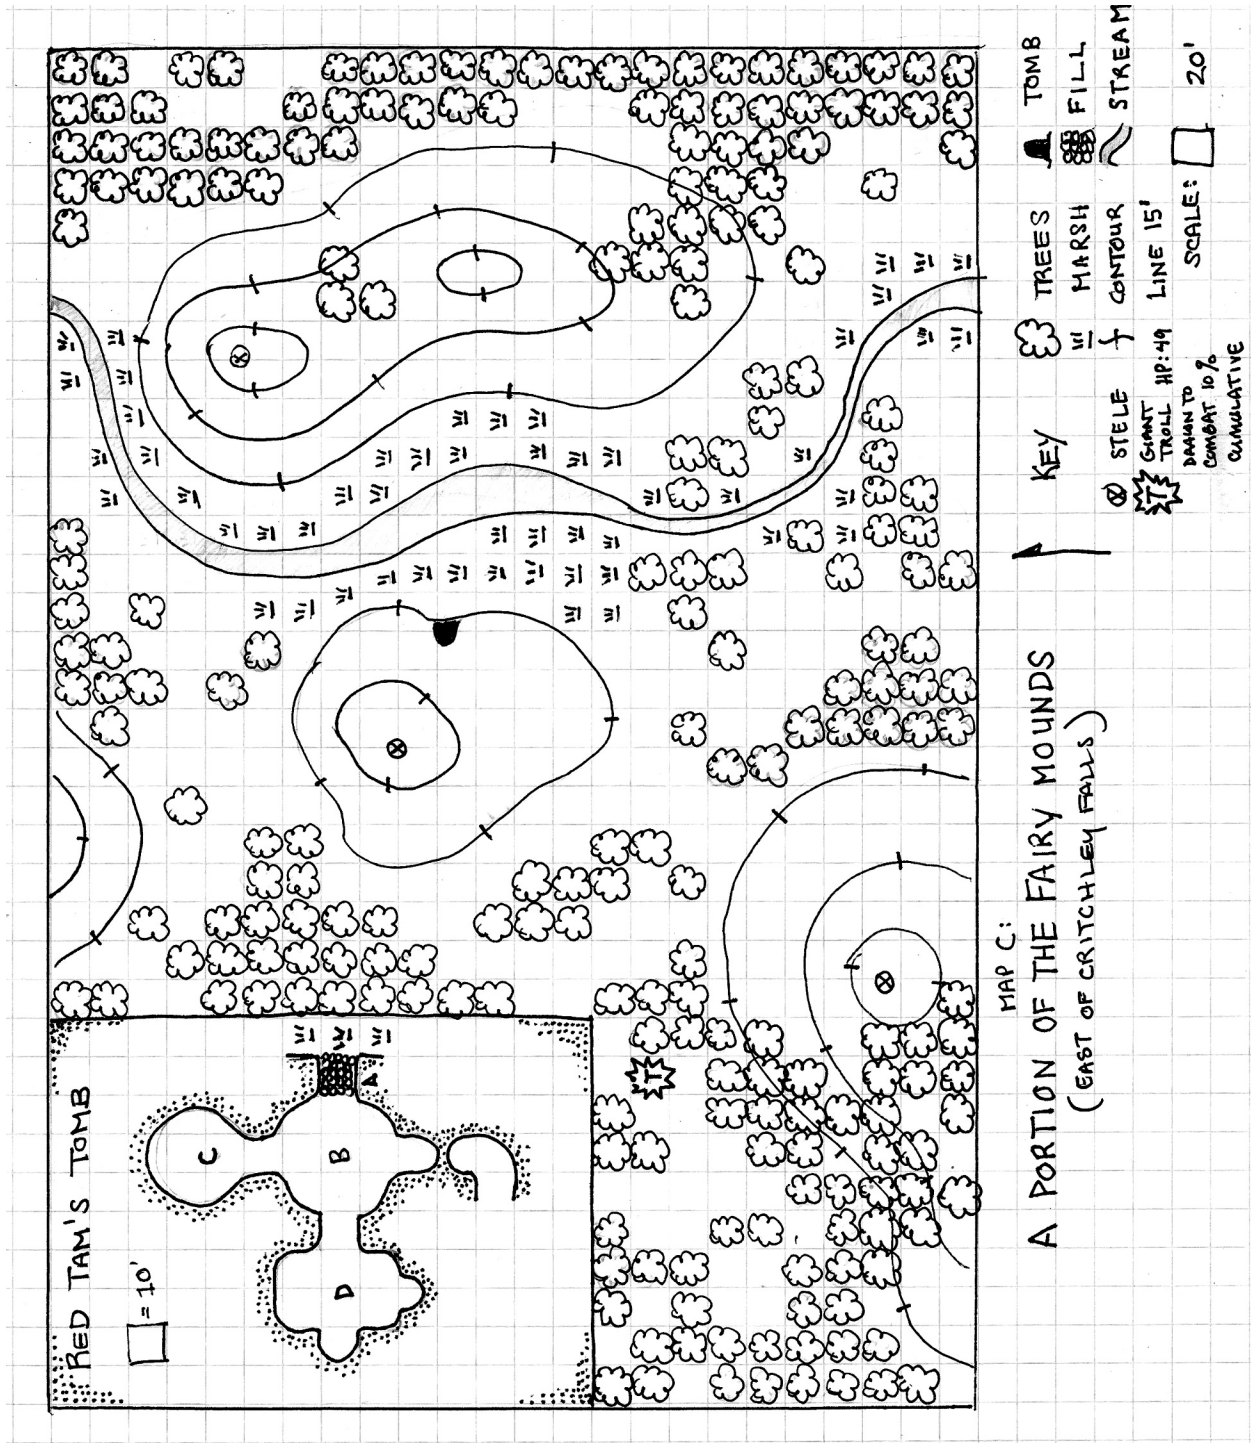 RED TAM'S TOMB
= 10'
A
B
C
D
T
MAP C:
A PORTION OF THE FAIRY MOUNDS
(EAST OF CRITCHLEY FALLS)
KEY
STELE
T GIANT
TROLL HP: 49
DRAWN TO
COMBAT 10%
CUMULATIVE
TREES
MARSH
CONTOUR
LINE 15'
TOMB
FILL
STREAM
SCALE: 20'